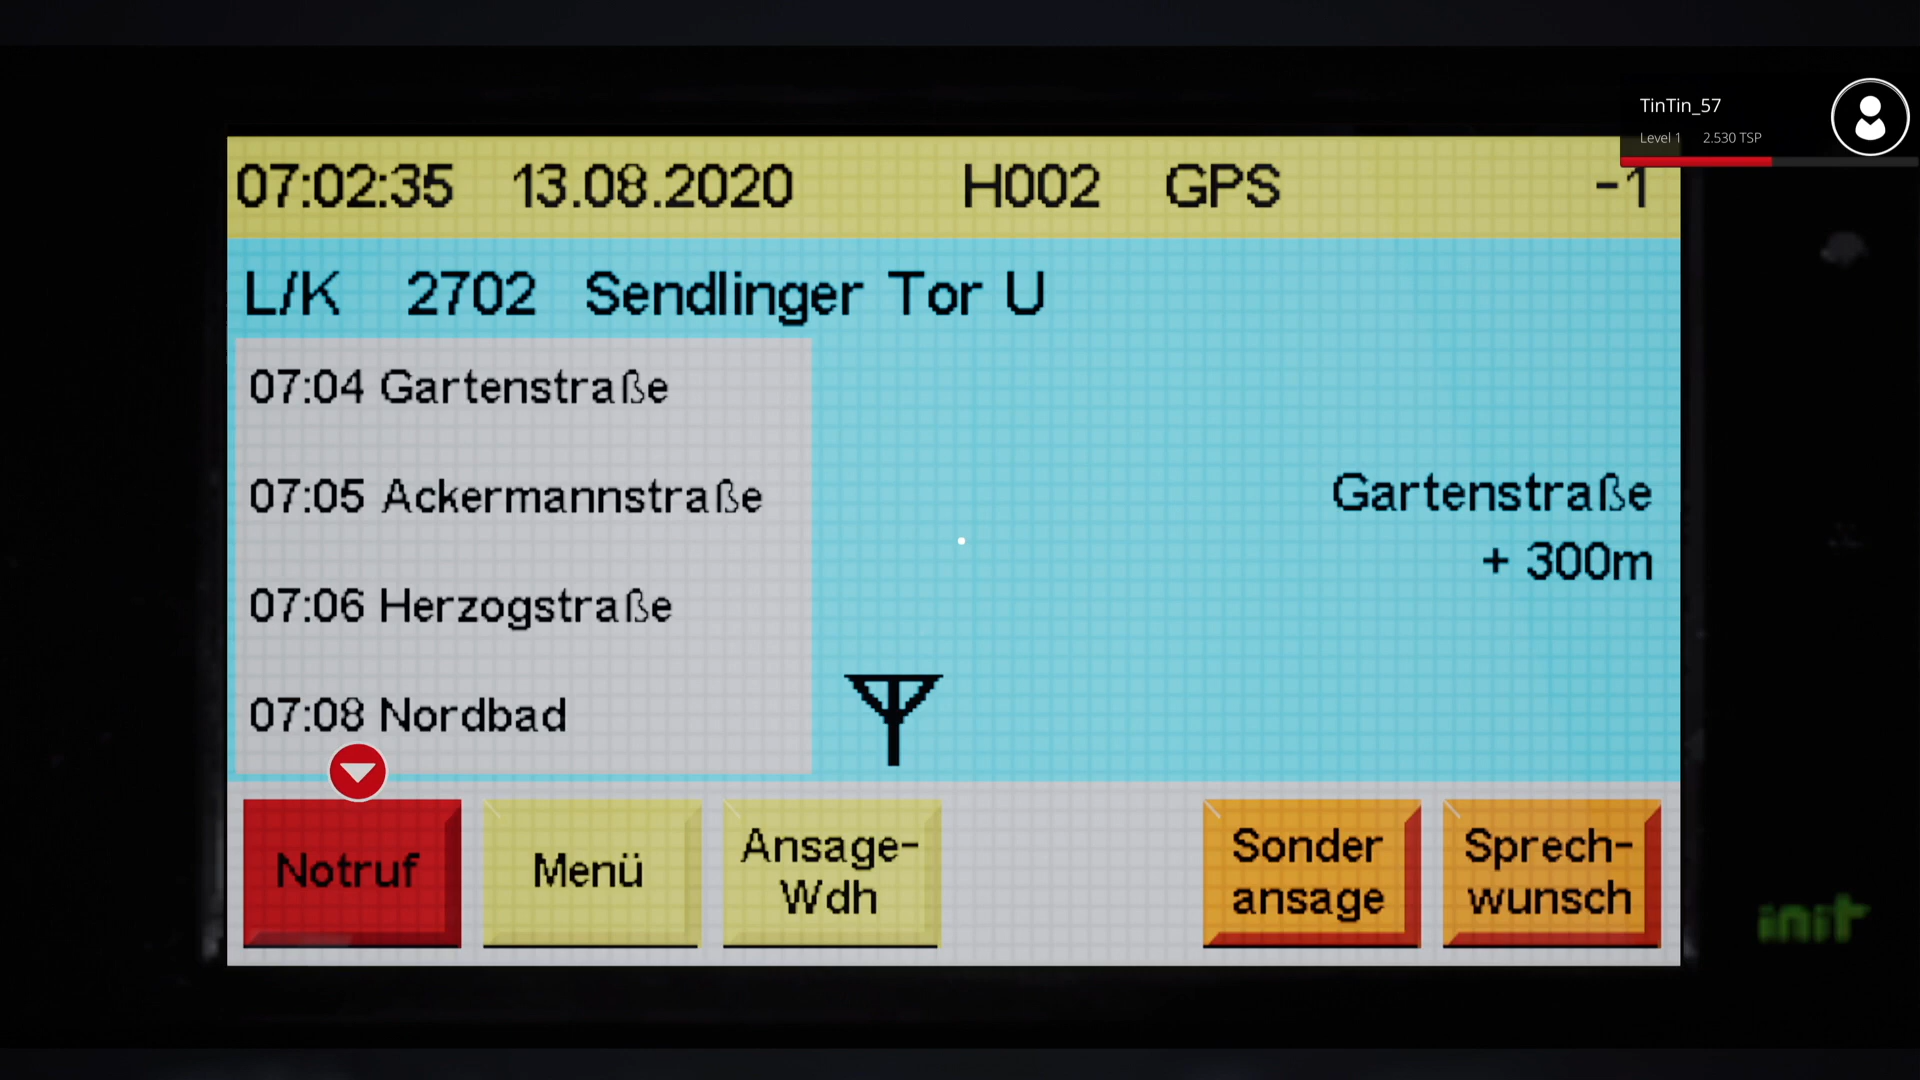 TinTin_57
Level 1 2.530 TSP
07:02:35 13.08.2020 H002 GPS -1
L/K 2702 Sendlinger Tor U
07:04 Gartenstraße
07:05 Ackermannstraße
07:06 Herzogstraße
07:08 Nordbad
Gartenstraße
+ 300m
Notruf
Menü
Ansage-
Wdh
Sonder
ansage
Sprech-
wunsch
init